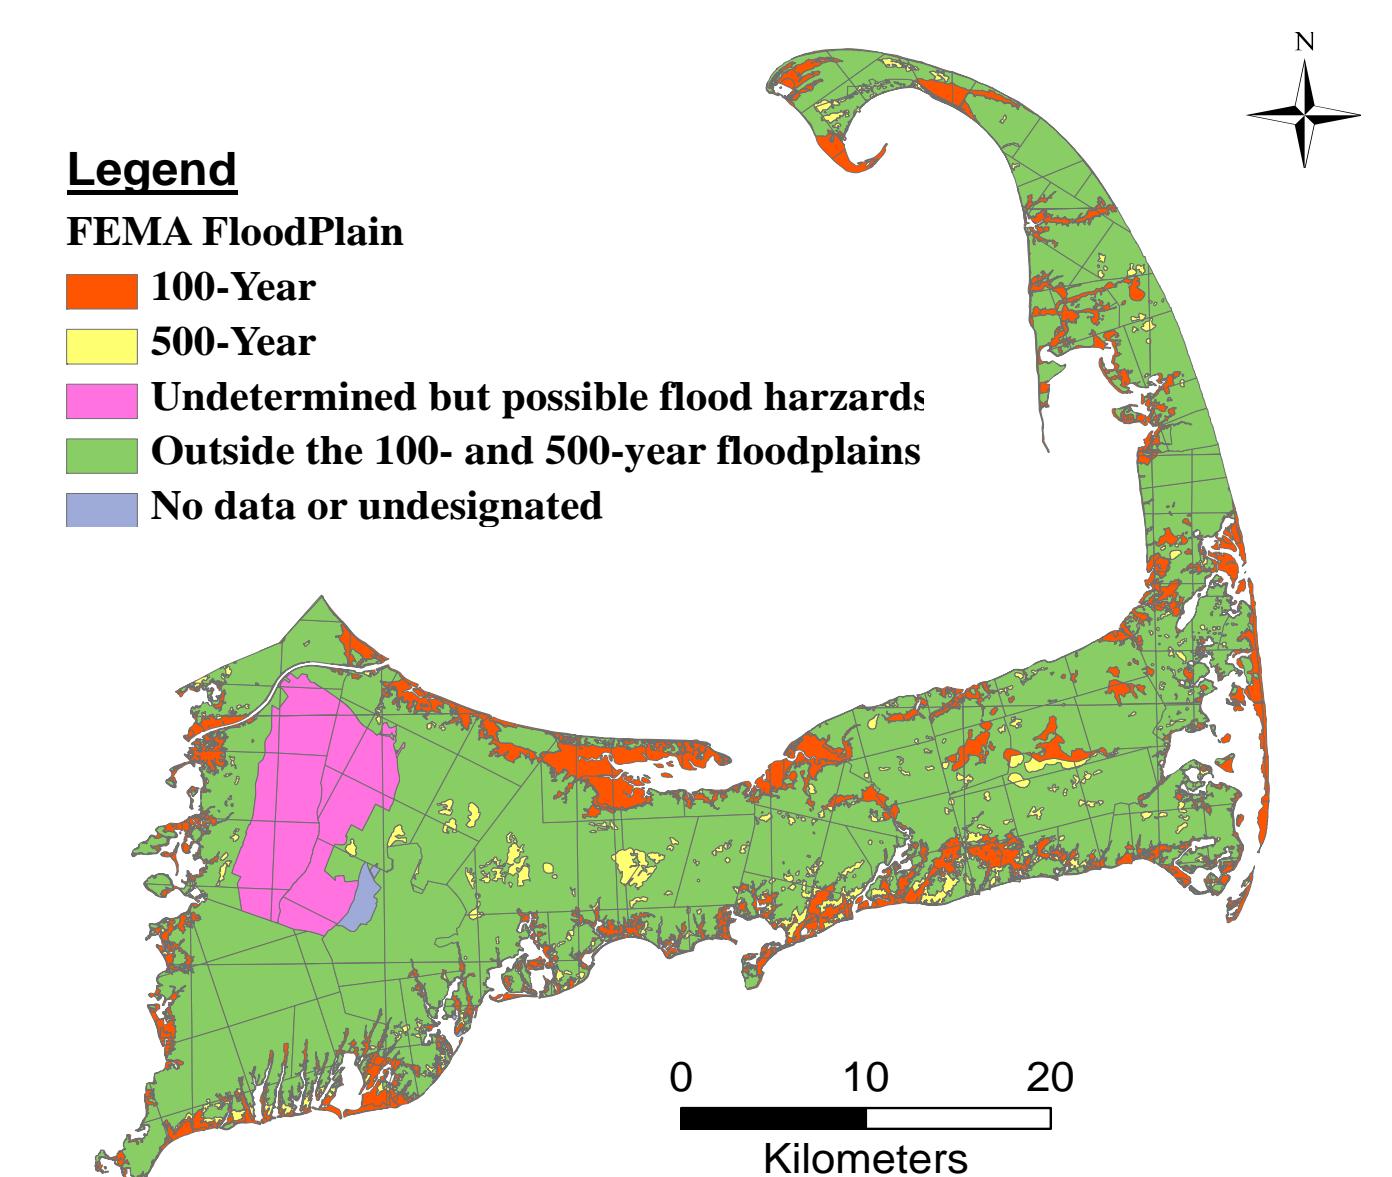 N
Legend
FEMA FloodPlain
100-Year
500-Year
Undetermined but possible flood harzards
Outside the 100- and 500-year floodplains
No data or undesignated
0 10 20
Kilometers